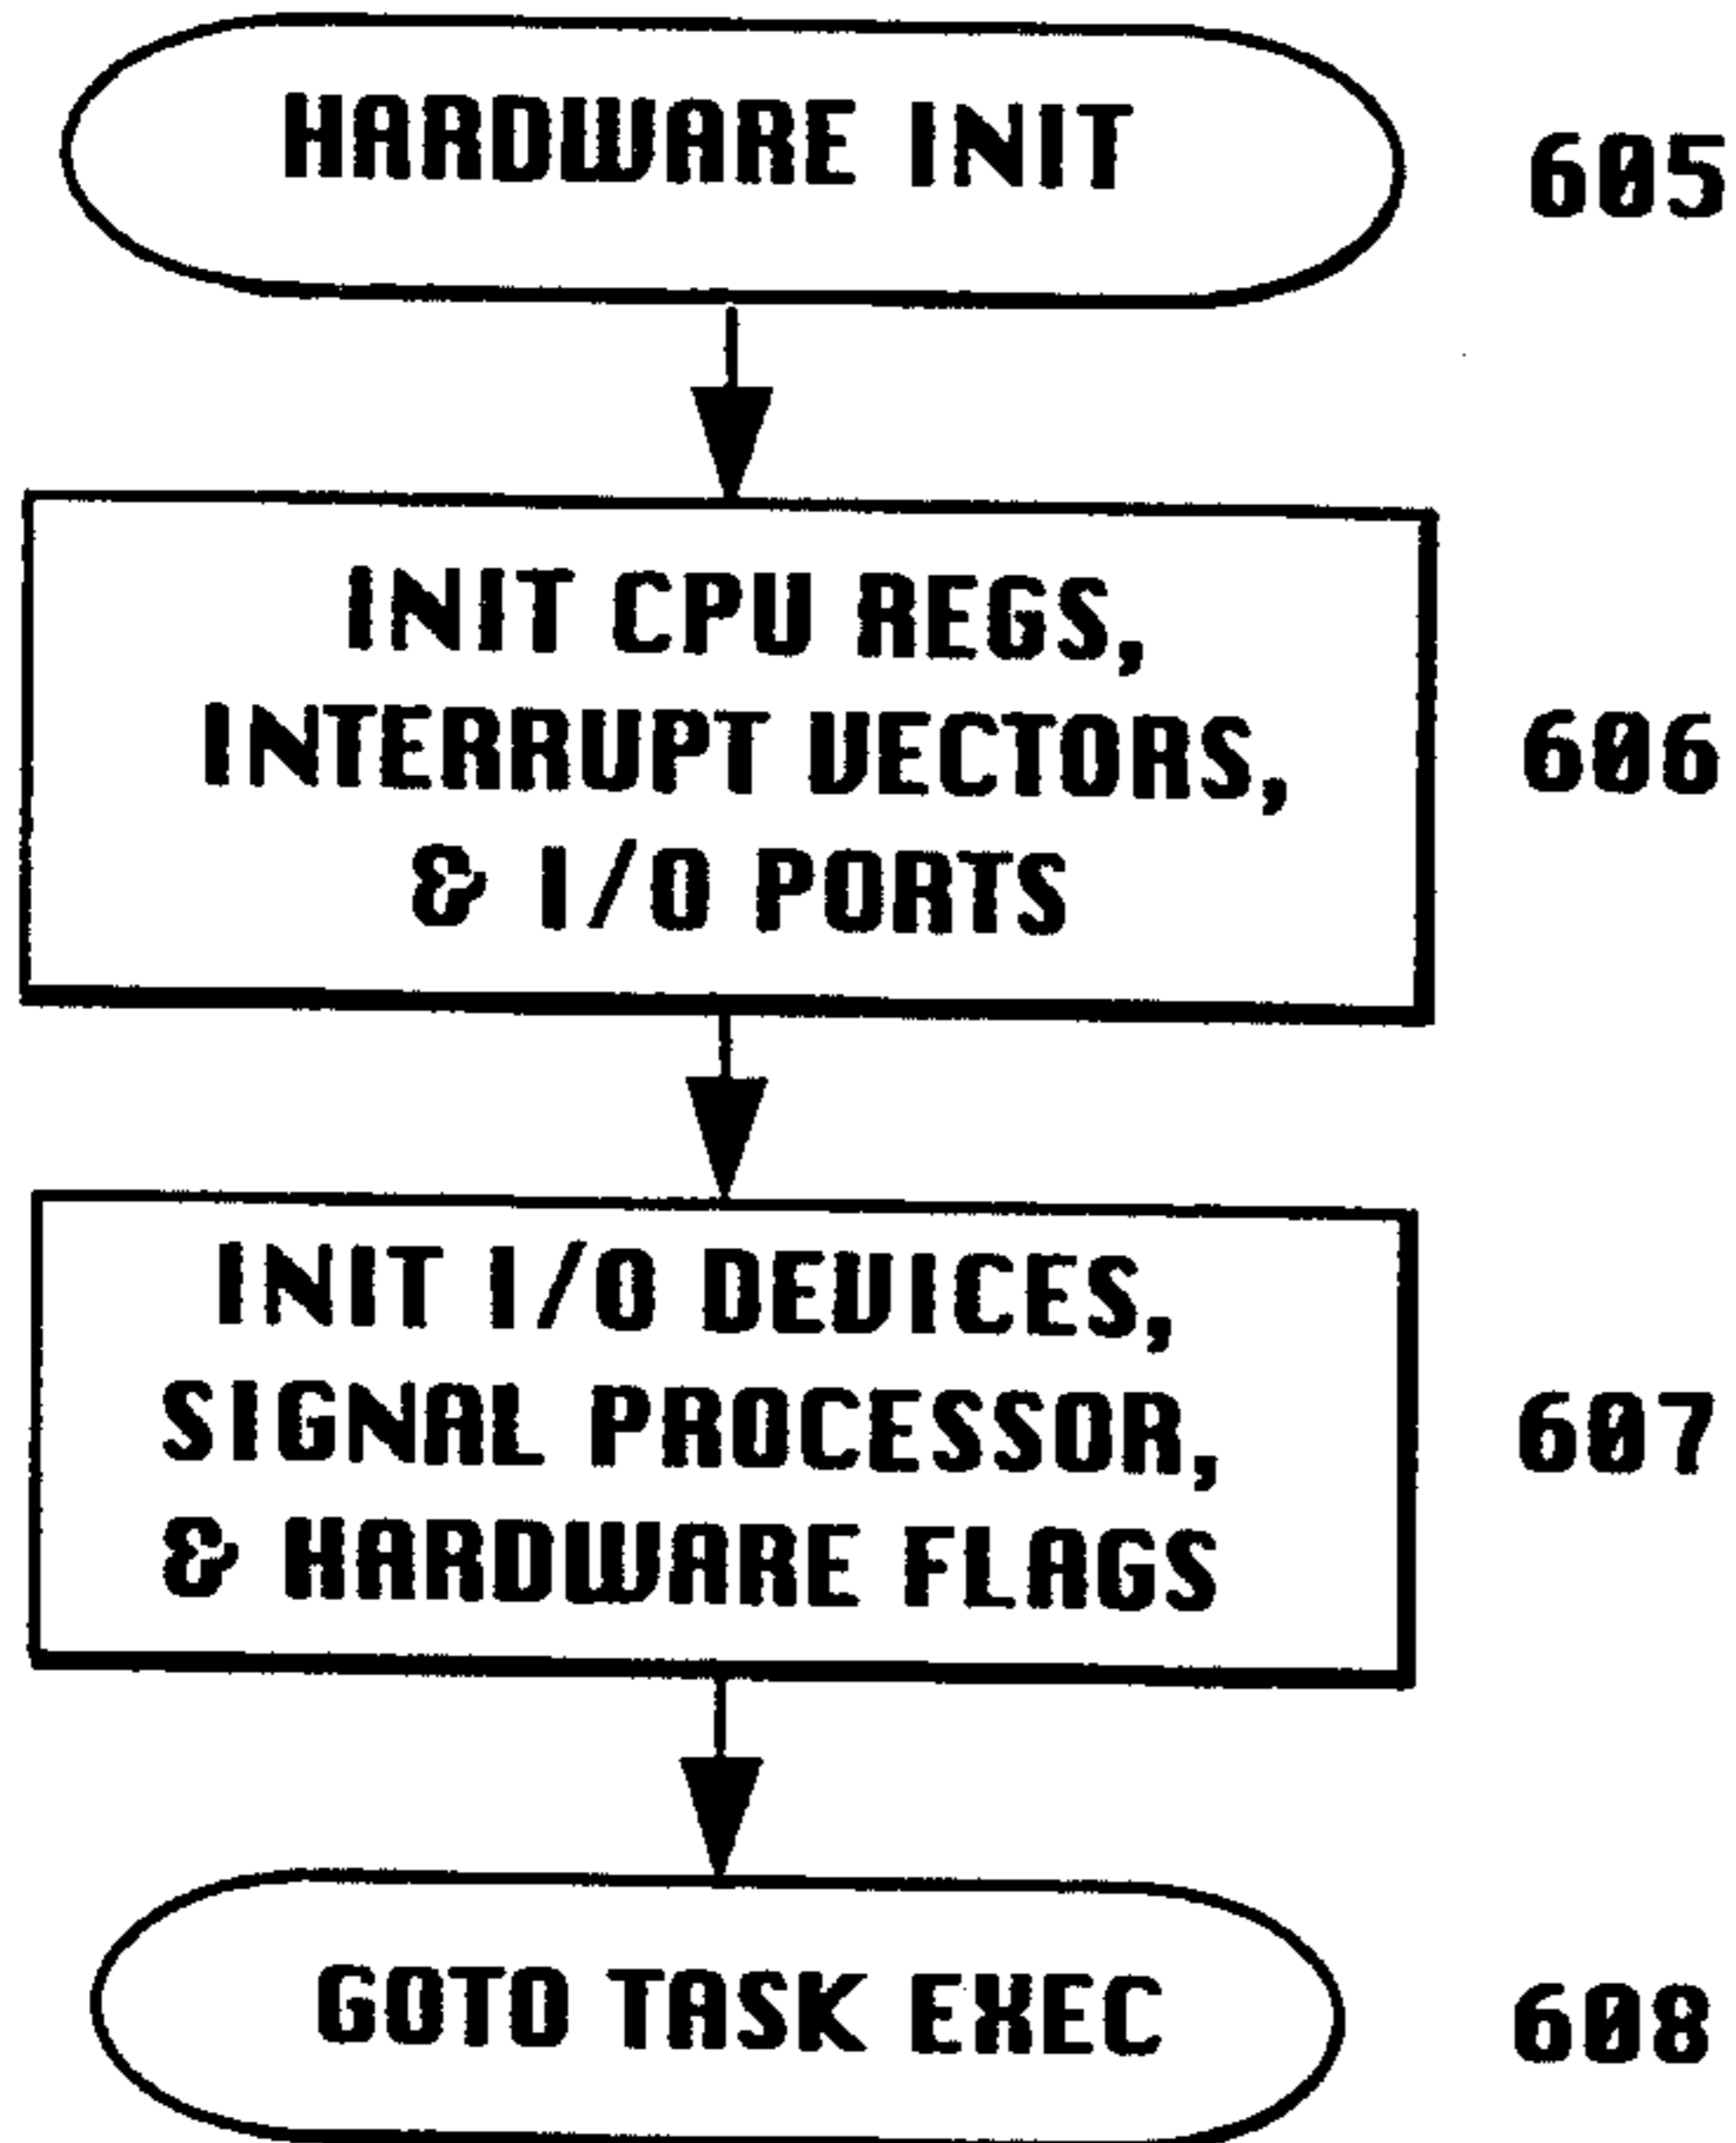 HARDWARE INIT
605
INIT CPU REGS,
INTERRUPT VECTORS,
& I/O PORTS
606
INIT I/O DEVICES,
SIGNAL PROCESSOR,
& HARDWARE FLAGS
607
GOTO TASK EXEC
608